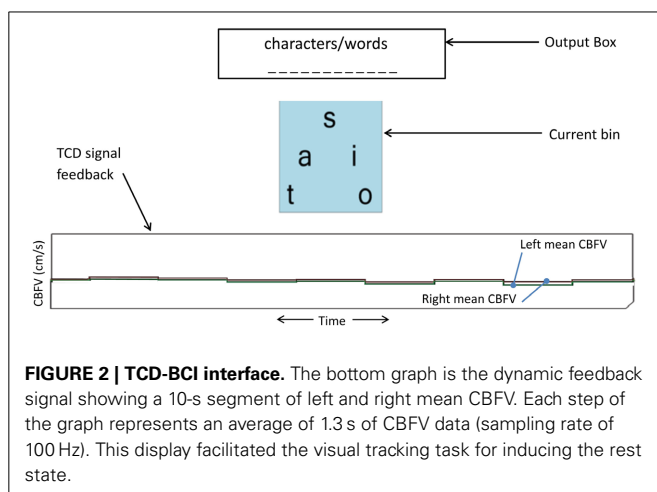 characters/words
_ _ _ _ _ _ _ _ _ _ _ _
Output Box
s
a i
t o
Current bin
TCD signal
feedback
CBFV (cm/s)
Left mean CBFV
Right mean CBFV
Time
FIGURE 2 | TCD-BCI interface. The bottom graph is the dynamic feedback
signal showing a 10-s segment of left and right mean CBFV. Each step of
the graph represents an average of 1.3 s of CBFV data (sampling rate of
100 Hz). This display facilitated the visual tracking task for inducing the rest
state.